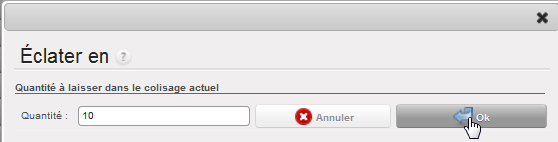 Éclater en ?
Quantité à laisser dans le colisage actuel
Quantité : 10 Annuler Ok